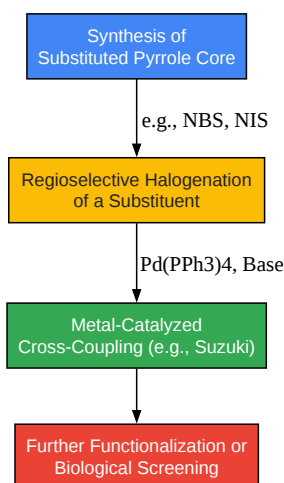 Synthesis of
Substituted Pyrrole Core
e.g., NBS, NIS
Regioselective Halogenation
of a Substituent
Pd(PPh3)4, Base
Metal-Catalyzed
Cross-Coupling (e.g., Suzuki)
Further Functionalization or
Biological Screening